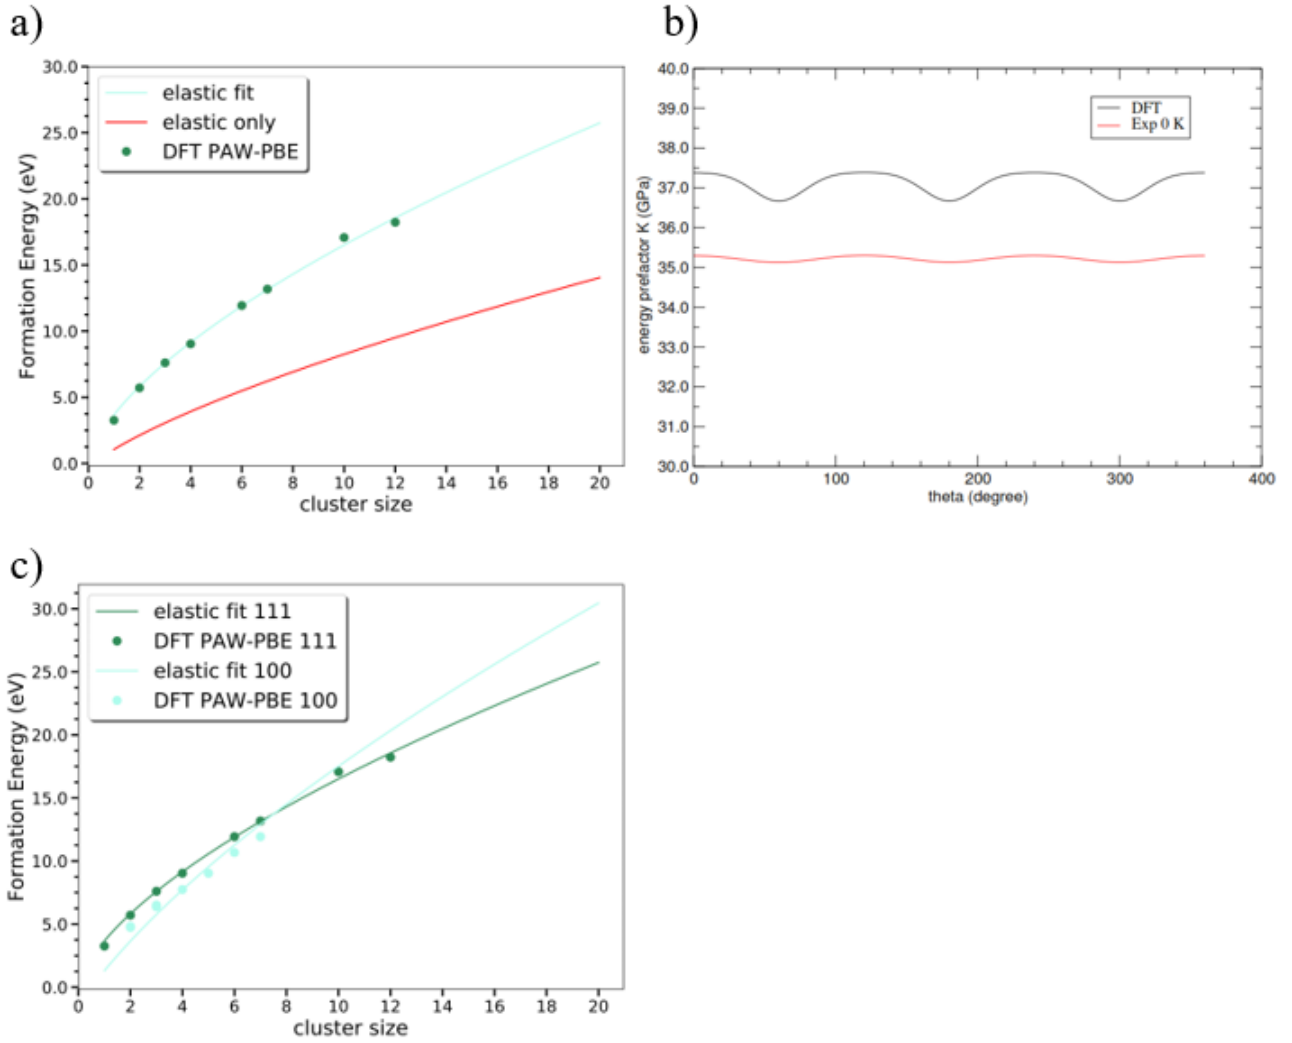 a)
30.0
25.0
20.0
15.0
10.0
5.0
0.0
Formation Energy (eV)
elastic fit
elastic only
DFT PAW-PBE
0 2 4 6 8 10 12 14 16 18 20
cluster size
b)
40.0
39.0
38.0
37.0
36.0
35.0
34.0
33.0
32.0
31.0
30.0
energy prefactor K (GPa)
DFT
Exp 0 K
0 100 200 300 400
theta (degree)
c)
30.0
25.0
20.0
15.0
10.0
5.0
0.0
Formation Energy (eV)
elastic fit 111
DFT PAW-PBE 111
elastic fit 100
DFT PAW-PBE 100
0 2 4 6 8 10 12 14 16 18 20
cluster size